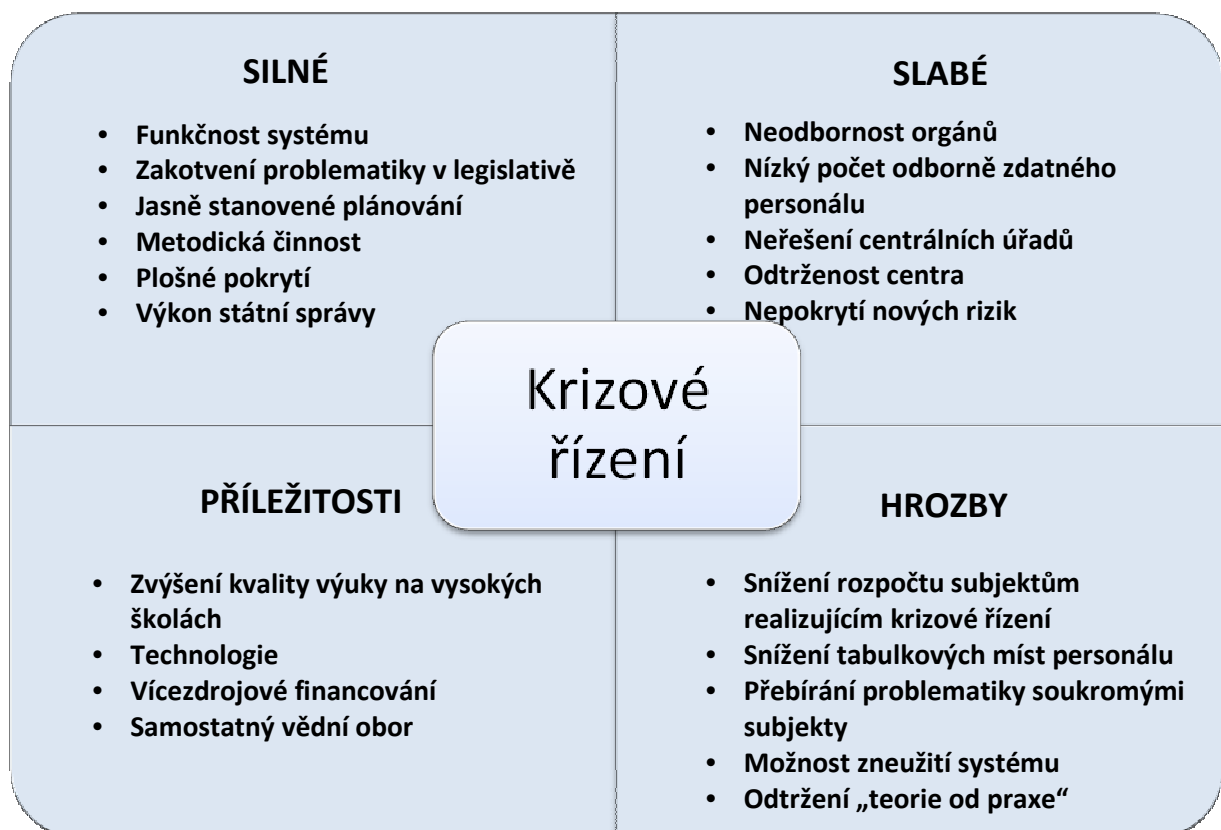 SILNÉ
• Funkčnost systému
• Zakotvení problematiky v legislativě
• Jasně stanovené plánování
• Metodická činnost
• Plošné pokrytí
• Výkon státní správy
SLABÉ
• Neodbornost orgánů
• Nízký počet odborně zdatného
personálu
• Neřešení centrálních úřadů
• Odtrženost centra
• Nepokrytí nových rizik
Krizové
řízení
PŘÍLEŽITOSTI
• Zvýšení kvality výuky na vysokých
školách
• Technologie
• Vícezdrojové financování
• Samostatný vědní obor
HROZBY
• Snížení rozpočtu subjektům
realizujícím krizové řízení
• Snížení tabulkových míst personálu
• Přebírání problematiky soukromými
subjekty
• Možnost zneužití systému
• Odtržení „teorie od praxe“